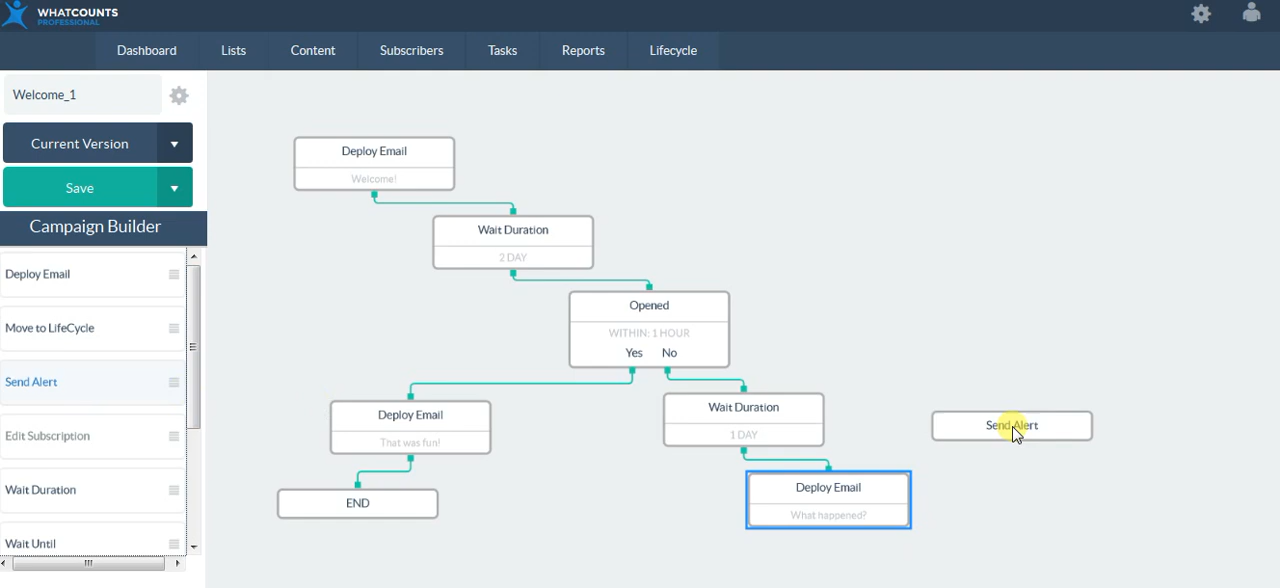 WHATCOUNTS
PROFESSIONAL
Dashboard
Lists
Content
Subscribers
Tasks
Reports
Lifecycle
Welcome_1
Current Version
Save
Campaign Builder
Deploy Email
Move to LifeCycle
Send Alert
Edit Subscription
Wait Duration
Wait Until
Deploy Email
Welcome!
Wait Duration
2 DAY
Opened
WITHIN: 1 HOUR
Yes No
Deploy Email
That was fun!
END
Wait Duration
1 DAY
Deploy Email
What happened?
Send Alert